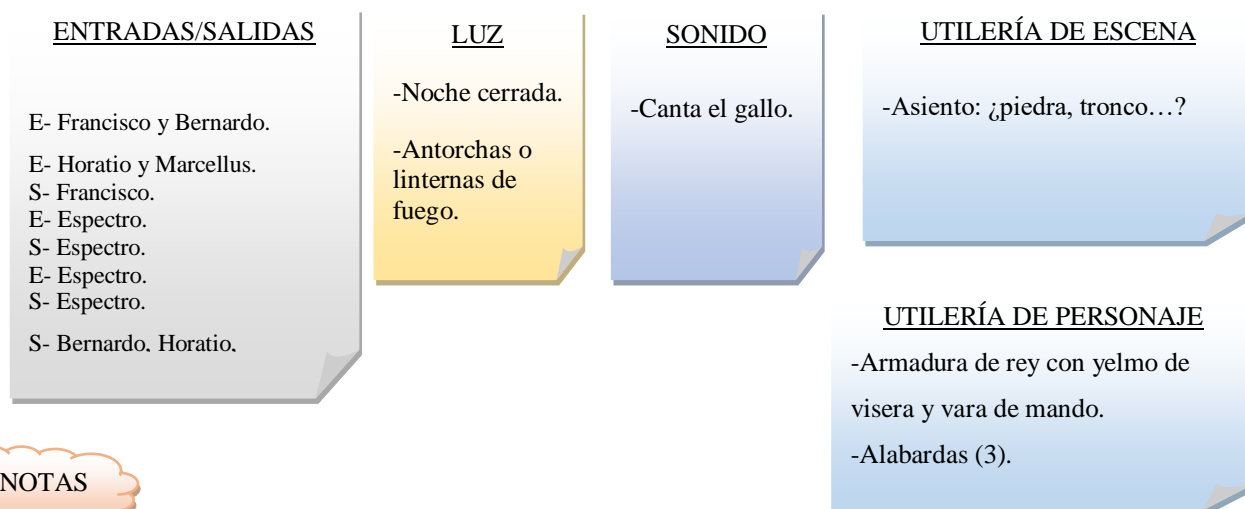 ENTRADAS/SALIDAS
E- Francisco y Bernardo.
E- Horatio y Marcellus.
S- Francisco.
E- Espectro.
S- Espectro.
E- Espectro.
S- Espectro.
S- Bernardo, Horatio,
LUZ
-Noche cerrada.
-Antorchas o
linternas de
fuego.
SONIDO
-Canta el gallo.
UTILERÍA DE ESCENA
-Asiento: ¿piedra, tronco…?
UTILERÍA DE PERSONAJE
-Armadura de rey con yelmo de
visera y vara de mando.
-Alabardas (3).
NOTAS